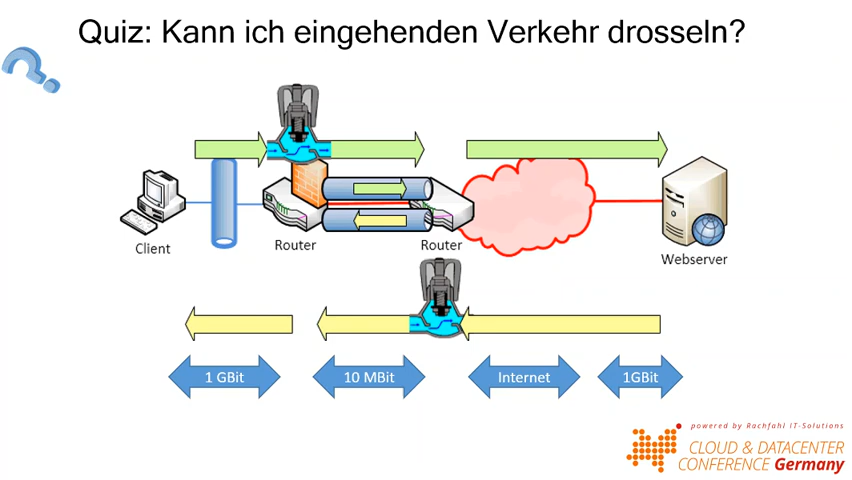 Quiz: Kann ich eingehenden Verkehr drosseln?
Client
Router
Router
Webserver
1 GBit
10 MBit
Internet
1GBit
powered by Rachfahl IT-Solutions
CLOUD & DATACENTER
CONFERENCE Germany